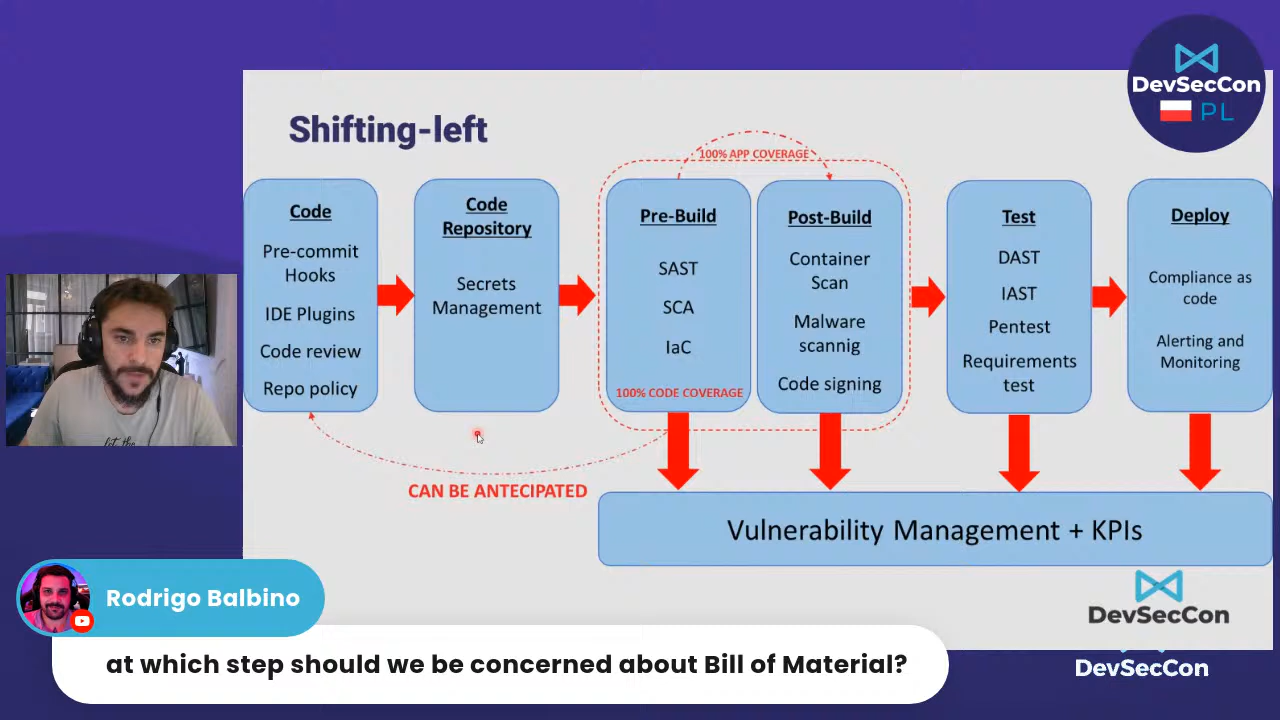 DevSecCon
PL
Shifting-left
100% APP COVERAGE
Code
Pre-commit
Hooks
IDE Plugins
Code review
Repo policy
Code
Repository
Secrets
Management
Pre-Build
SAST
SCA
IaC
100% CODE COVERAGE
Post-Build
Container
Scan
Malware
scannig
Code signing
Test
DAST
IAST
Pentest
Requirements
test
Deploy
Compliance as
code
Alerting and
Monitoring
CAN BE ANTECIPATED
Vulnerability Management + KPIs
DevSecCon
DevSecCon
Rodrigo Balbino
at which step should we be concerned about Bill of Material?